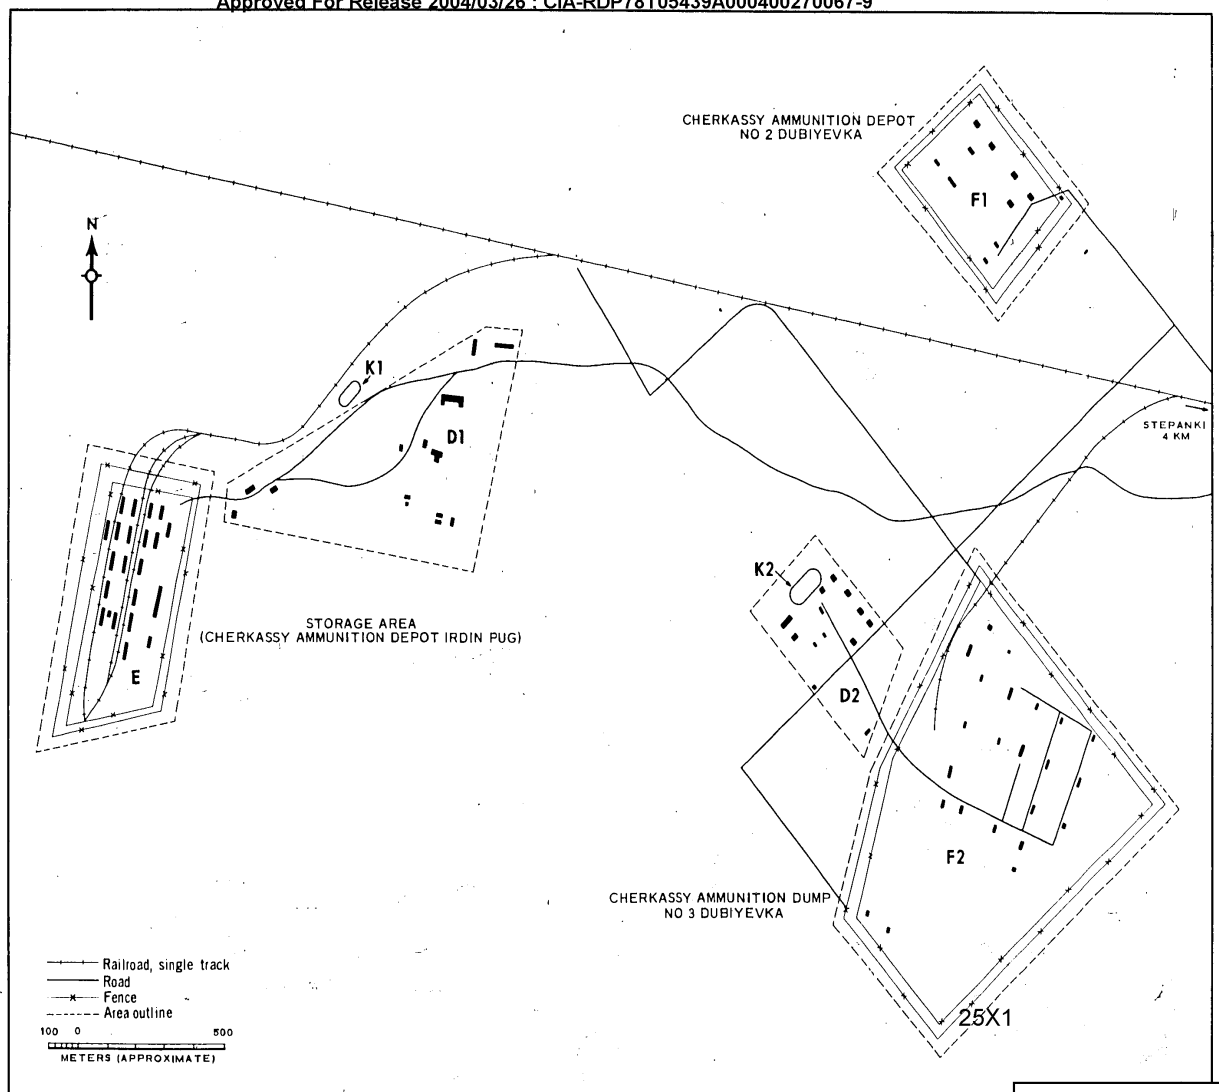 Approved For Release 2004/03/26 : CIA-RDP78T05439A000400270067-9
CHERKASSY AMMUNITION DEPOT
NO 2 DUBIYEVKA
F1
N
K1
D1
STEPANKI
4 KM
K2
STORAGE AREA
(CHERKASSY AMMUNITION DEPOT IRDIN PUG)
E
D2
F2
CHERKASSY AMMUNITION DUMP
NO 3 DUBIYEVKA
Railroad, single track
Road
Fence
Area outline
100 0 500
METERS (APPROXIMATE)
25X1